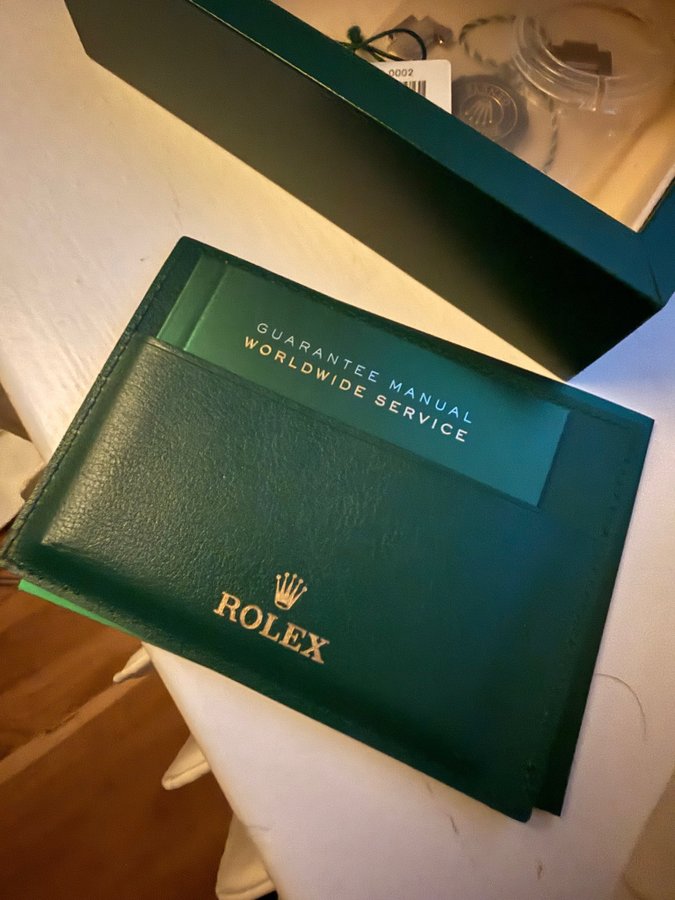 0002
GUARANTEE MANUAL
WORLDWIDE SERVICE
ROLEX